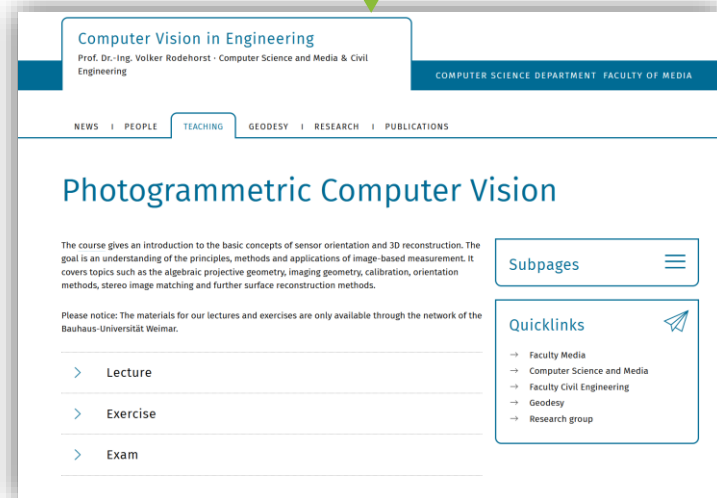 Computer Vision in Engineering
Prof. Dr.-Ing. Volker Rodehorst · Computer Science and Media & Civil
Engineering
COMPUTER SCIENCE DEPARTMENT FACULTY OF MEDIA
NEWS I PEOPLE TEACHING GEODESY I RESEARCH I PUBLICATIONS
Photogrammetric Computer Vision
The course gives an introduction to the basic concepts of sensor orientation and 3D reconstruction. The
goal is an understanding of the principles, methods and applications of image-based measurement. It
covers topics such as the algebraic projective geometry, imaging geometry, calibration, orientation
methods, stereo image matching and further surface reconstruction methods.
Please notice: The materials for our lectures and exercises are only available through the network of the
Bauhaus-Universität Weimar.
Lecture
Exercise
Exam
Subpages
Quicklinks
→ Faculty Media
→ Computer Science and Media
→ Faculty Civil Engineering
→ Geodesy
→ Research group